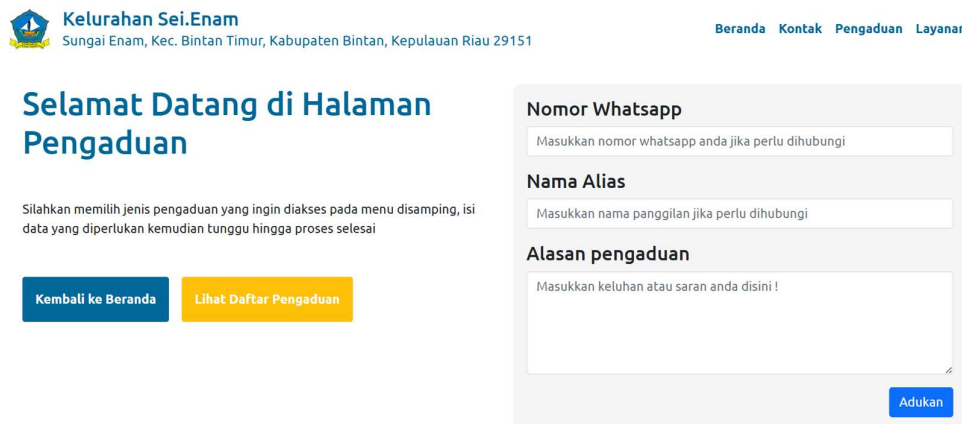 Kelurahan Sei.Enam
Sungai Enam, Kec. Bintan Timur, Kabupaten Bintan, Kepulauan Riau 29151
Beranda Kontak Pengaduan Layanan
Selamat Datang di Halaman
Pengaduan
Silahkan memilih jenis pengaduan yang ingin diakses pada menu disamping, isi
data yang diperlukan kemudian tunggu hingga proses selesai
Kembali ke Beranda
Lihat Daftar Pengaduan
Nomor Whatsapp
Masukkan nomor whatsapp anda jika perlu dihubungi
Nama Alias
Masukkan nama panggilan jika perlu dihubungi
Alasan pengaduan
Masukkan keluhan atau saran anda disini !
Adukan